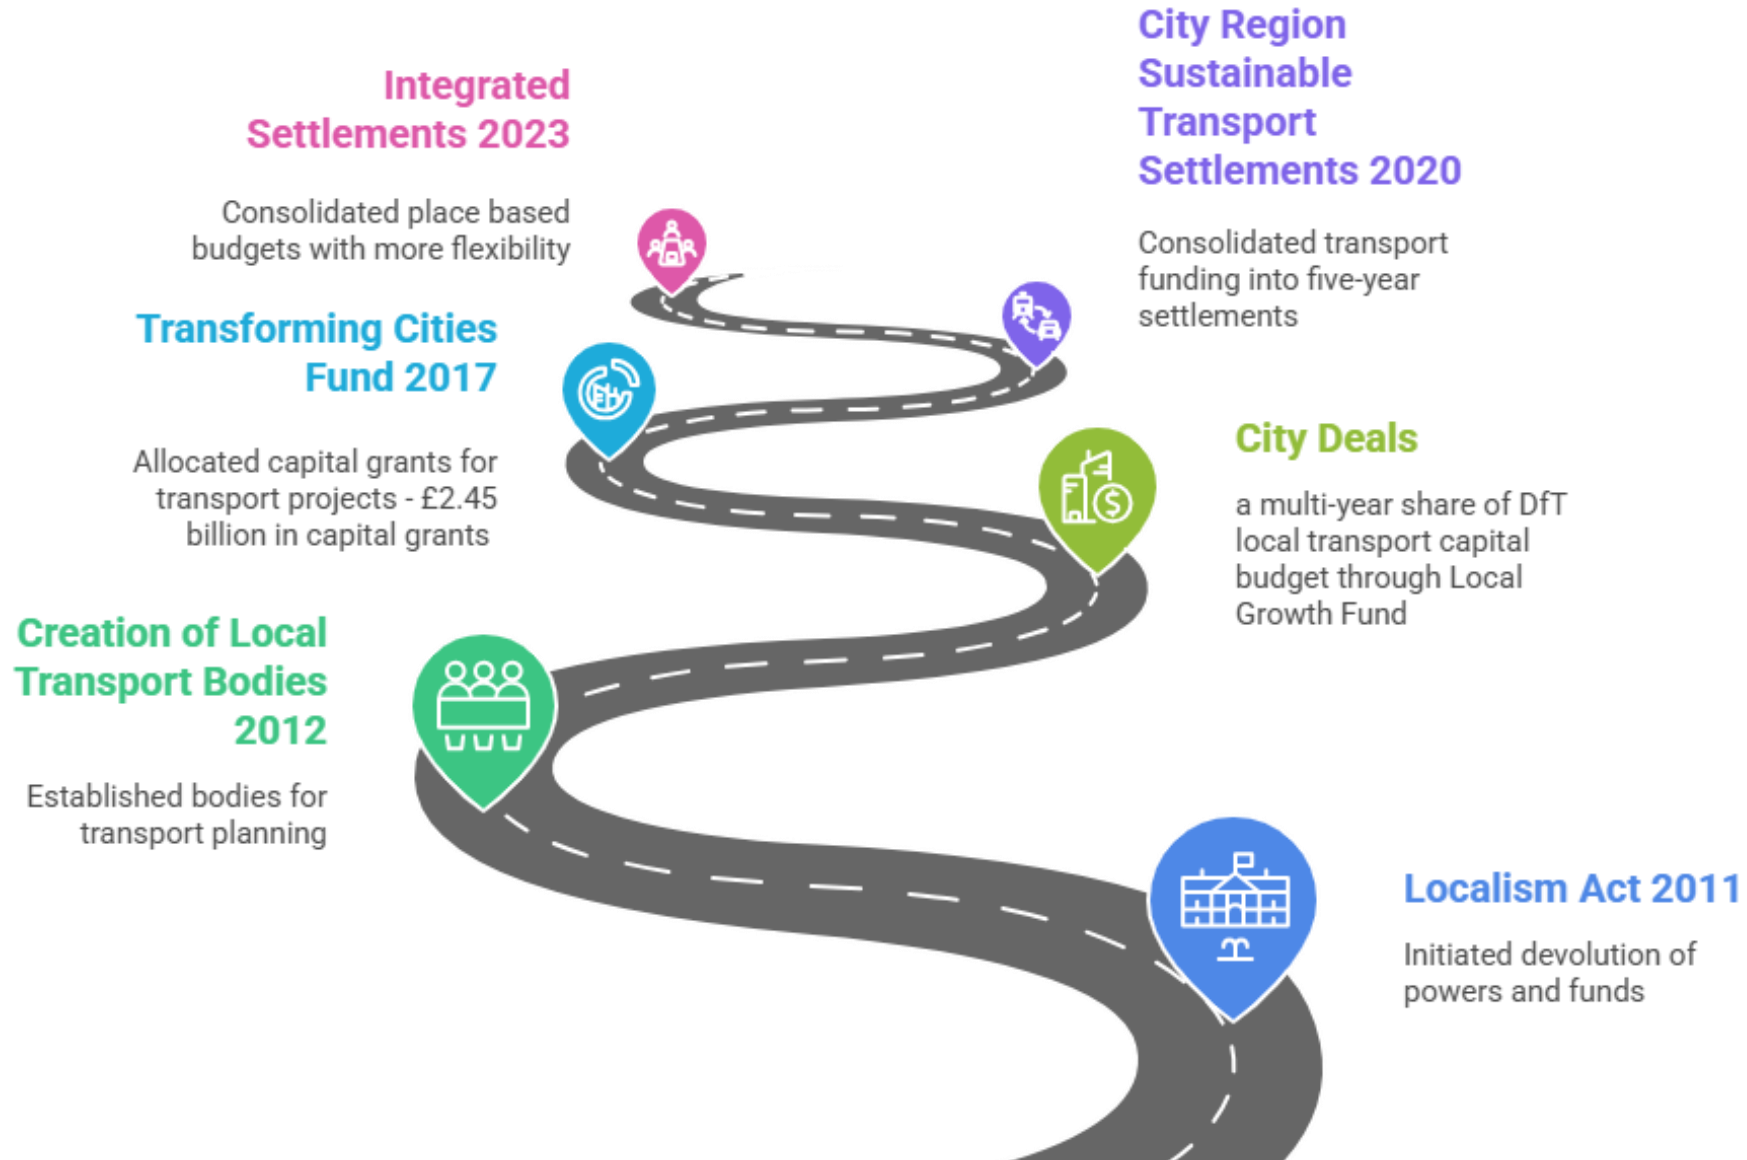 City Region
Sustainable
Transport
Settlements 2020
Consolidated transport
funding into five-year
settlements
Integrated
Settlements 2023
Consolidated place based
budgets with more flexibility
Transforming Cities
Fund 2017
Allocated capital grants for
transport projects - £2.45
billion in capital grants
City Deals
a multi-year share of DfT
local transport capital
budget through Local
Growth Fund
Creation of Local
Transport Bodies
2012
Established bodies for
transport planning
Localism Act 2011
Initiated devolution of
powers and funds